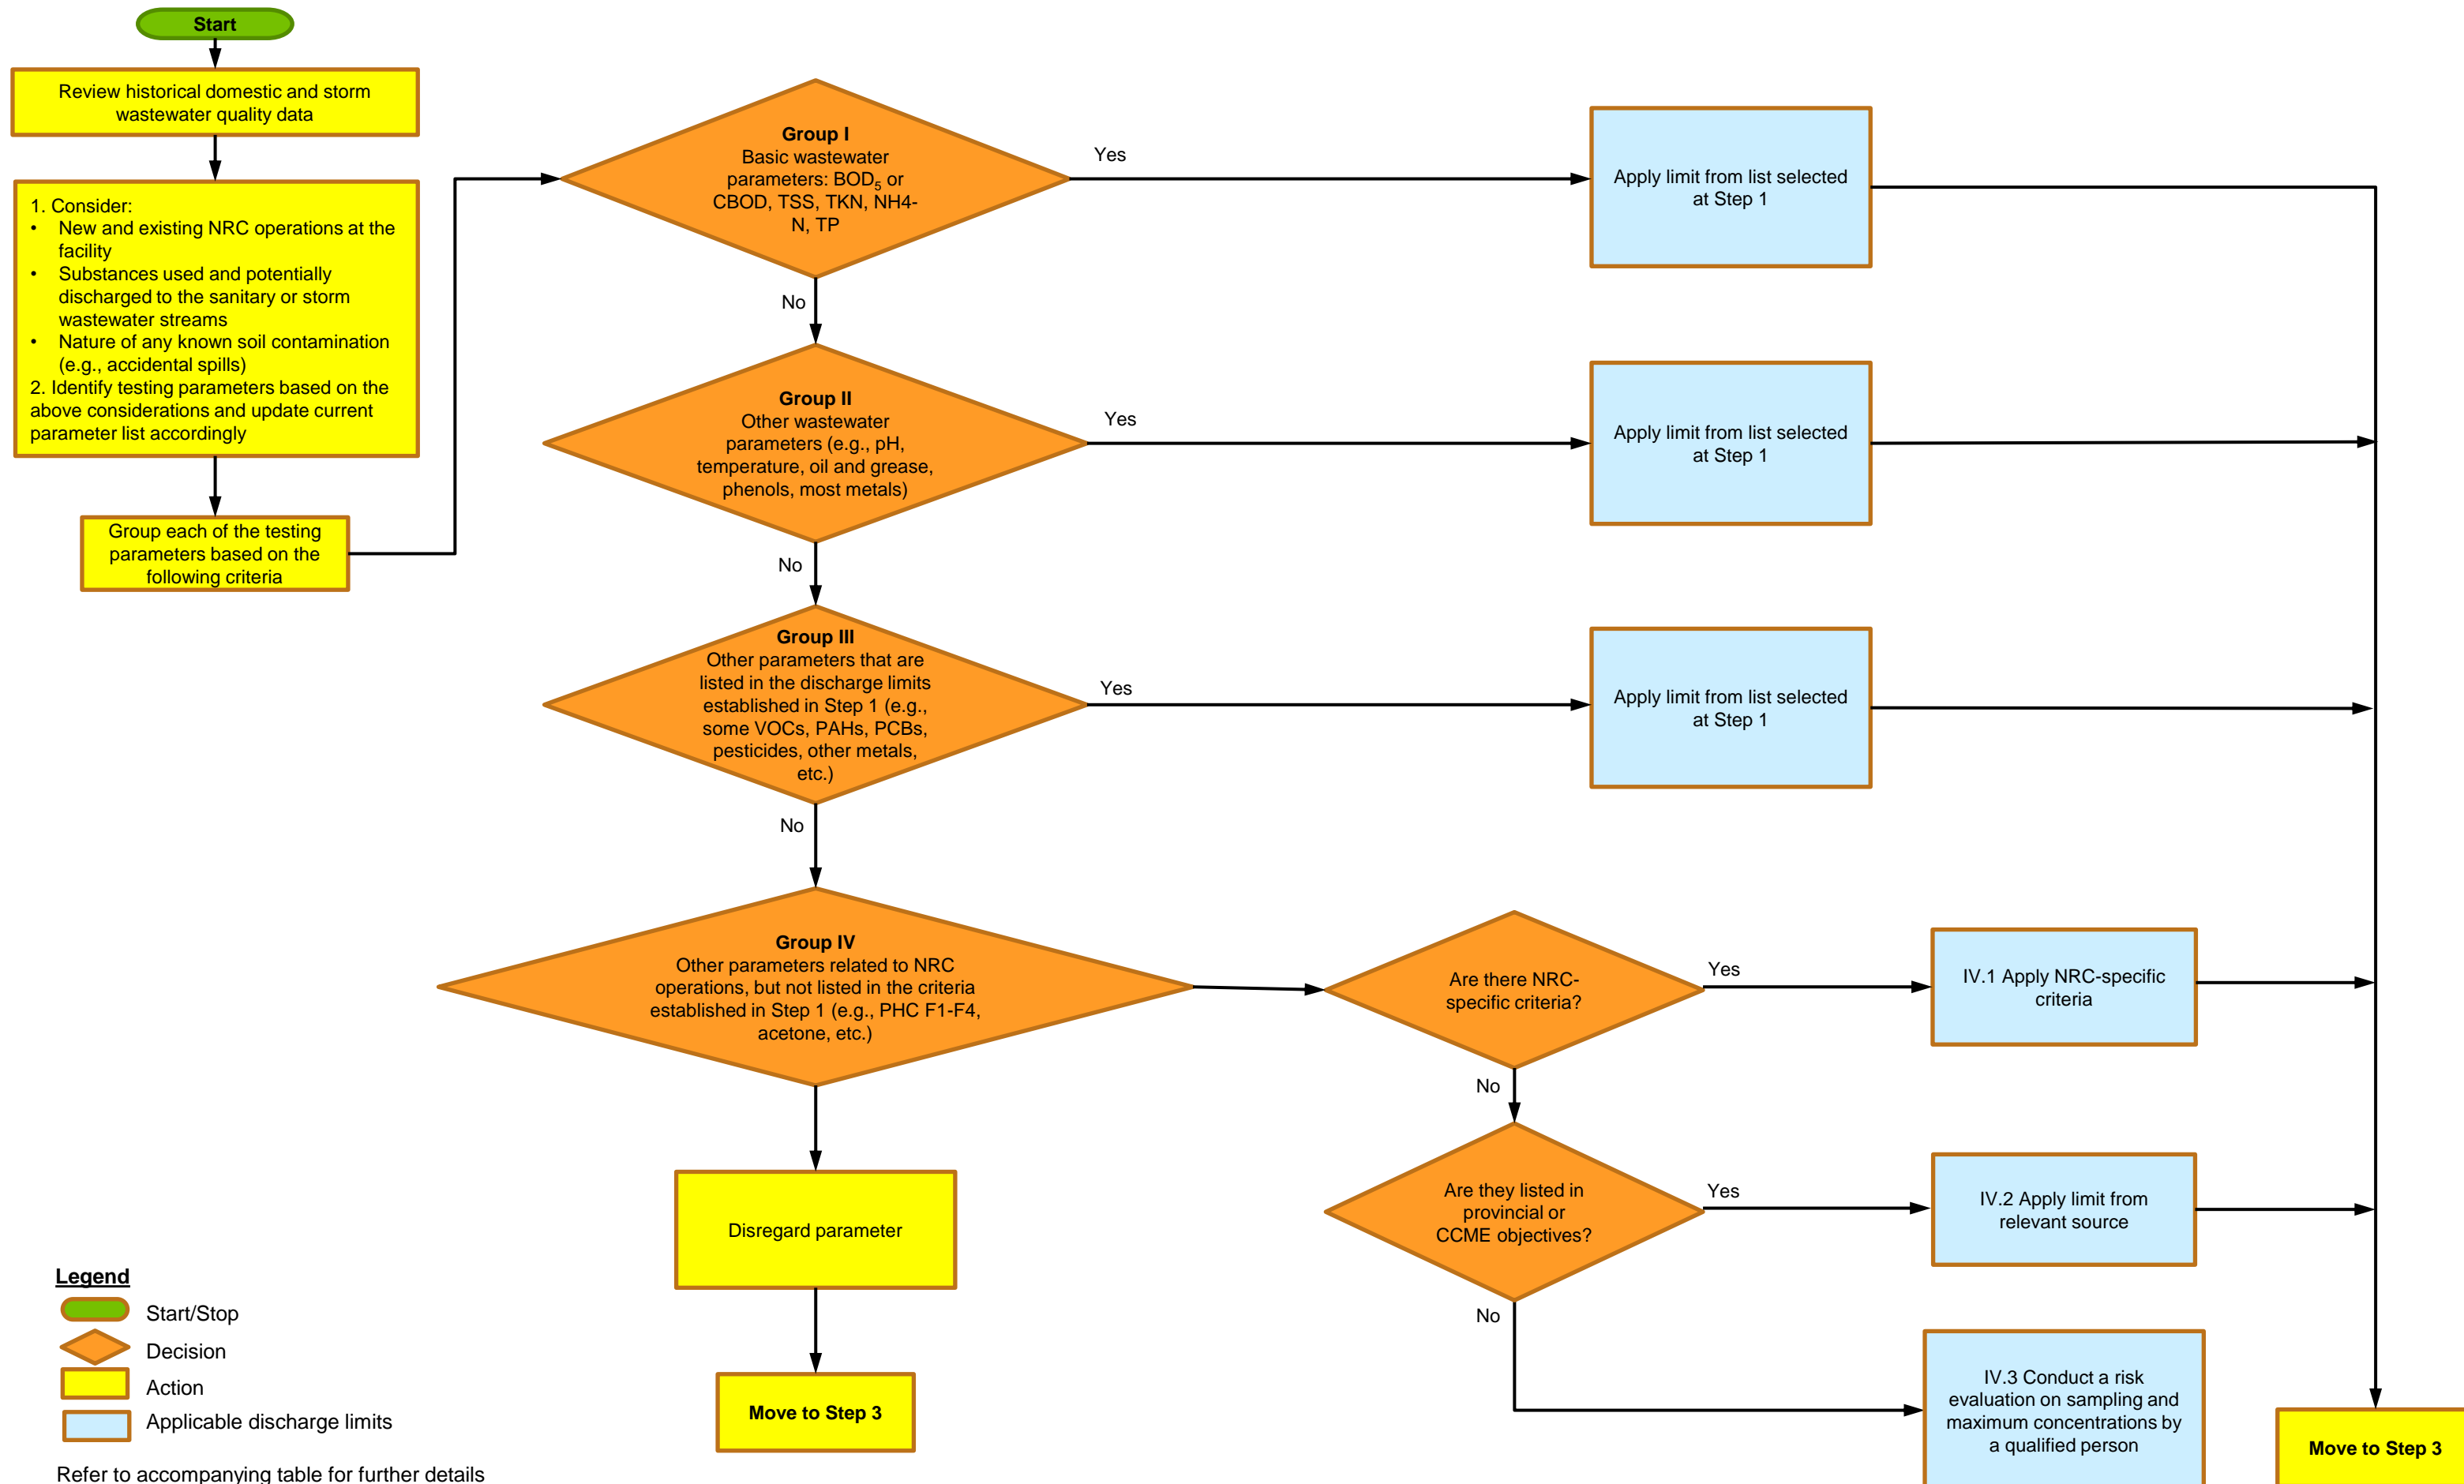 Start
Review historical domestic and storm
wastewater quality data
1. Consider:
• New and existing NRC operations at the
facility
• Substances used and potentially
discharged to the sanitary or storm
wastewater streams
• Nature of any known soil contamination
(e.g., accidental spills)
2. Identify testing parameters based on the
above considerations and update current
parameter list accordingly
Group each of the testing
parameters based on the
following criteria
Group I
Basic wastewater
parameters: BOD5 or
CBOD, TSS, TKN, NH4-
N, TP
Yes
Apply limit from list selected
at Step 1
No
Group II
Other wastewater
parameters (e.g., pH,
temperature, oil and grease,
phenols, most metals)
Yes
Apply limit from list selected
at Step 1
No
Group III
Other parameters that are
listed in the discharge limits
established in Step 1 (e.g.,
some VOCs, PAHs, PCBs,
pesticides, other metals,
etc.)
Yes
Apply limit from list selected
at Step 1
No
Group IV
Other parameters related to NRC
operations, but not listed in the criteria
established in Step 1 (e.g., PHC F1-F4,
acetone, etc.)
Are there NRC-
specific criteria?
Yes
IV.1 Apply NRC-specific
criteria
No
Are they listed in
provincial or
CCME objectives?
Yes
IV.2 Apply limit from
relevant source
No
IV.3 Conduct a risk
evaluation on sampling and
maximum concentrations by
a qualified person
Move to Step 3
Disregard parameter
Move to Step 3
Legend
Start/Stop
Decision
Action
Applicable discharge limits
Refer to accompanying table for further details